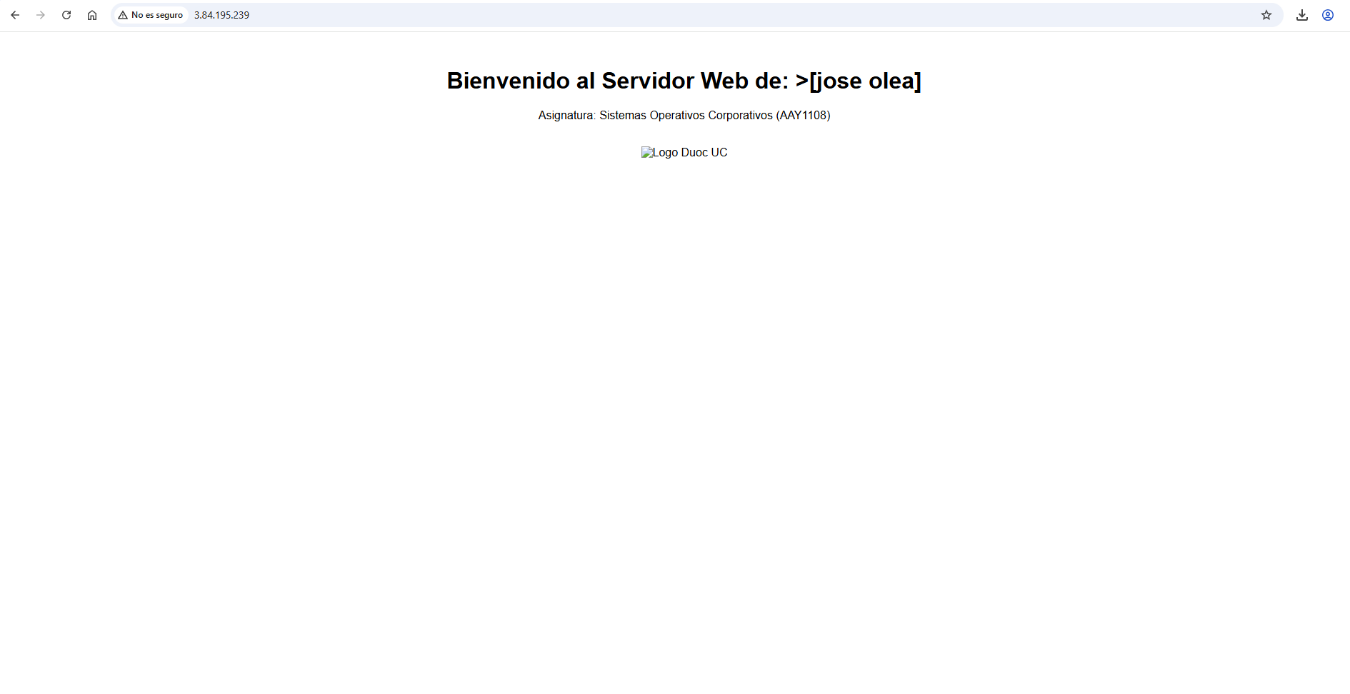 No es seguro
3.84.195.239
Bienvenido al Servidor Web de: >[jose olea]
Asignatura: Sistemas Operativos Corporativos (AAY1108)
Logo Duoc UC